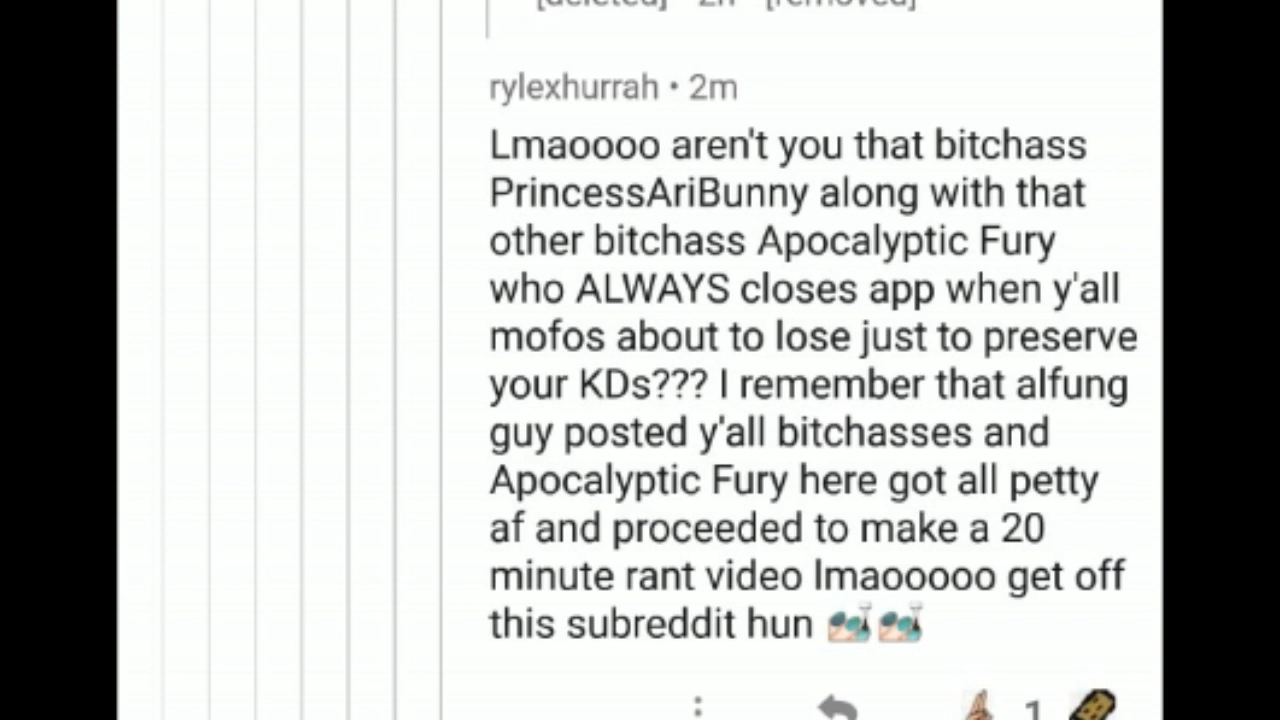 [deleted] • 2h [removed]
rylexhurrah • 2m
Lmaoooo aren't you that bitchass
PrincessAriBunny along with that
other bitchass Apocalyptic Fury
who ALWAYS closes app when y'all
mofos about to lose just to preserve
your KDs??? I remember that alfung
guy posted y'all bitchasses and
Apocalyptic Fury here got all petty
af and proceeded to make a 20
minute rant video lmaooooo get off
this subreddit hun 💅💅
1